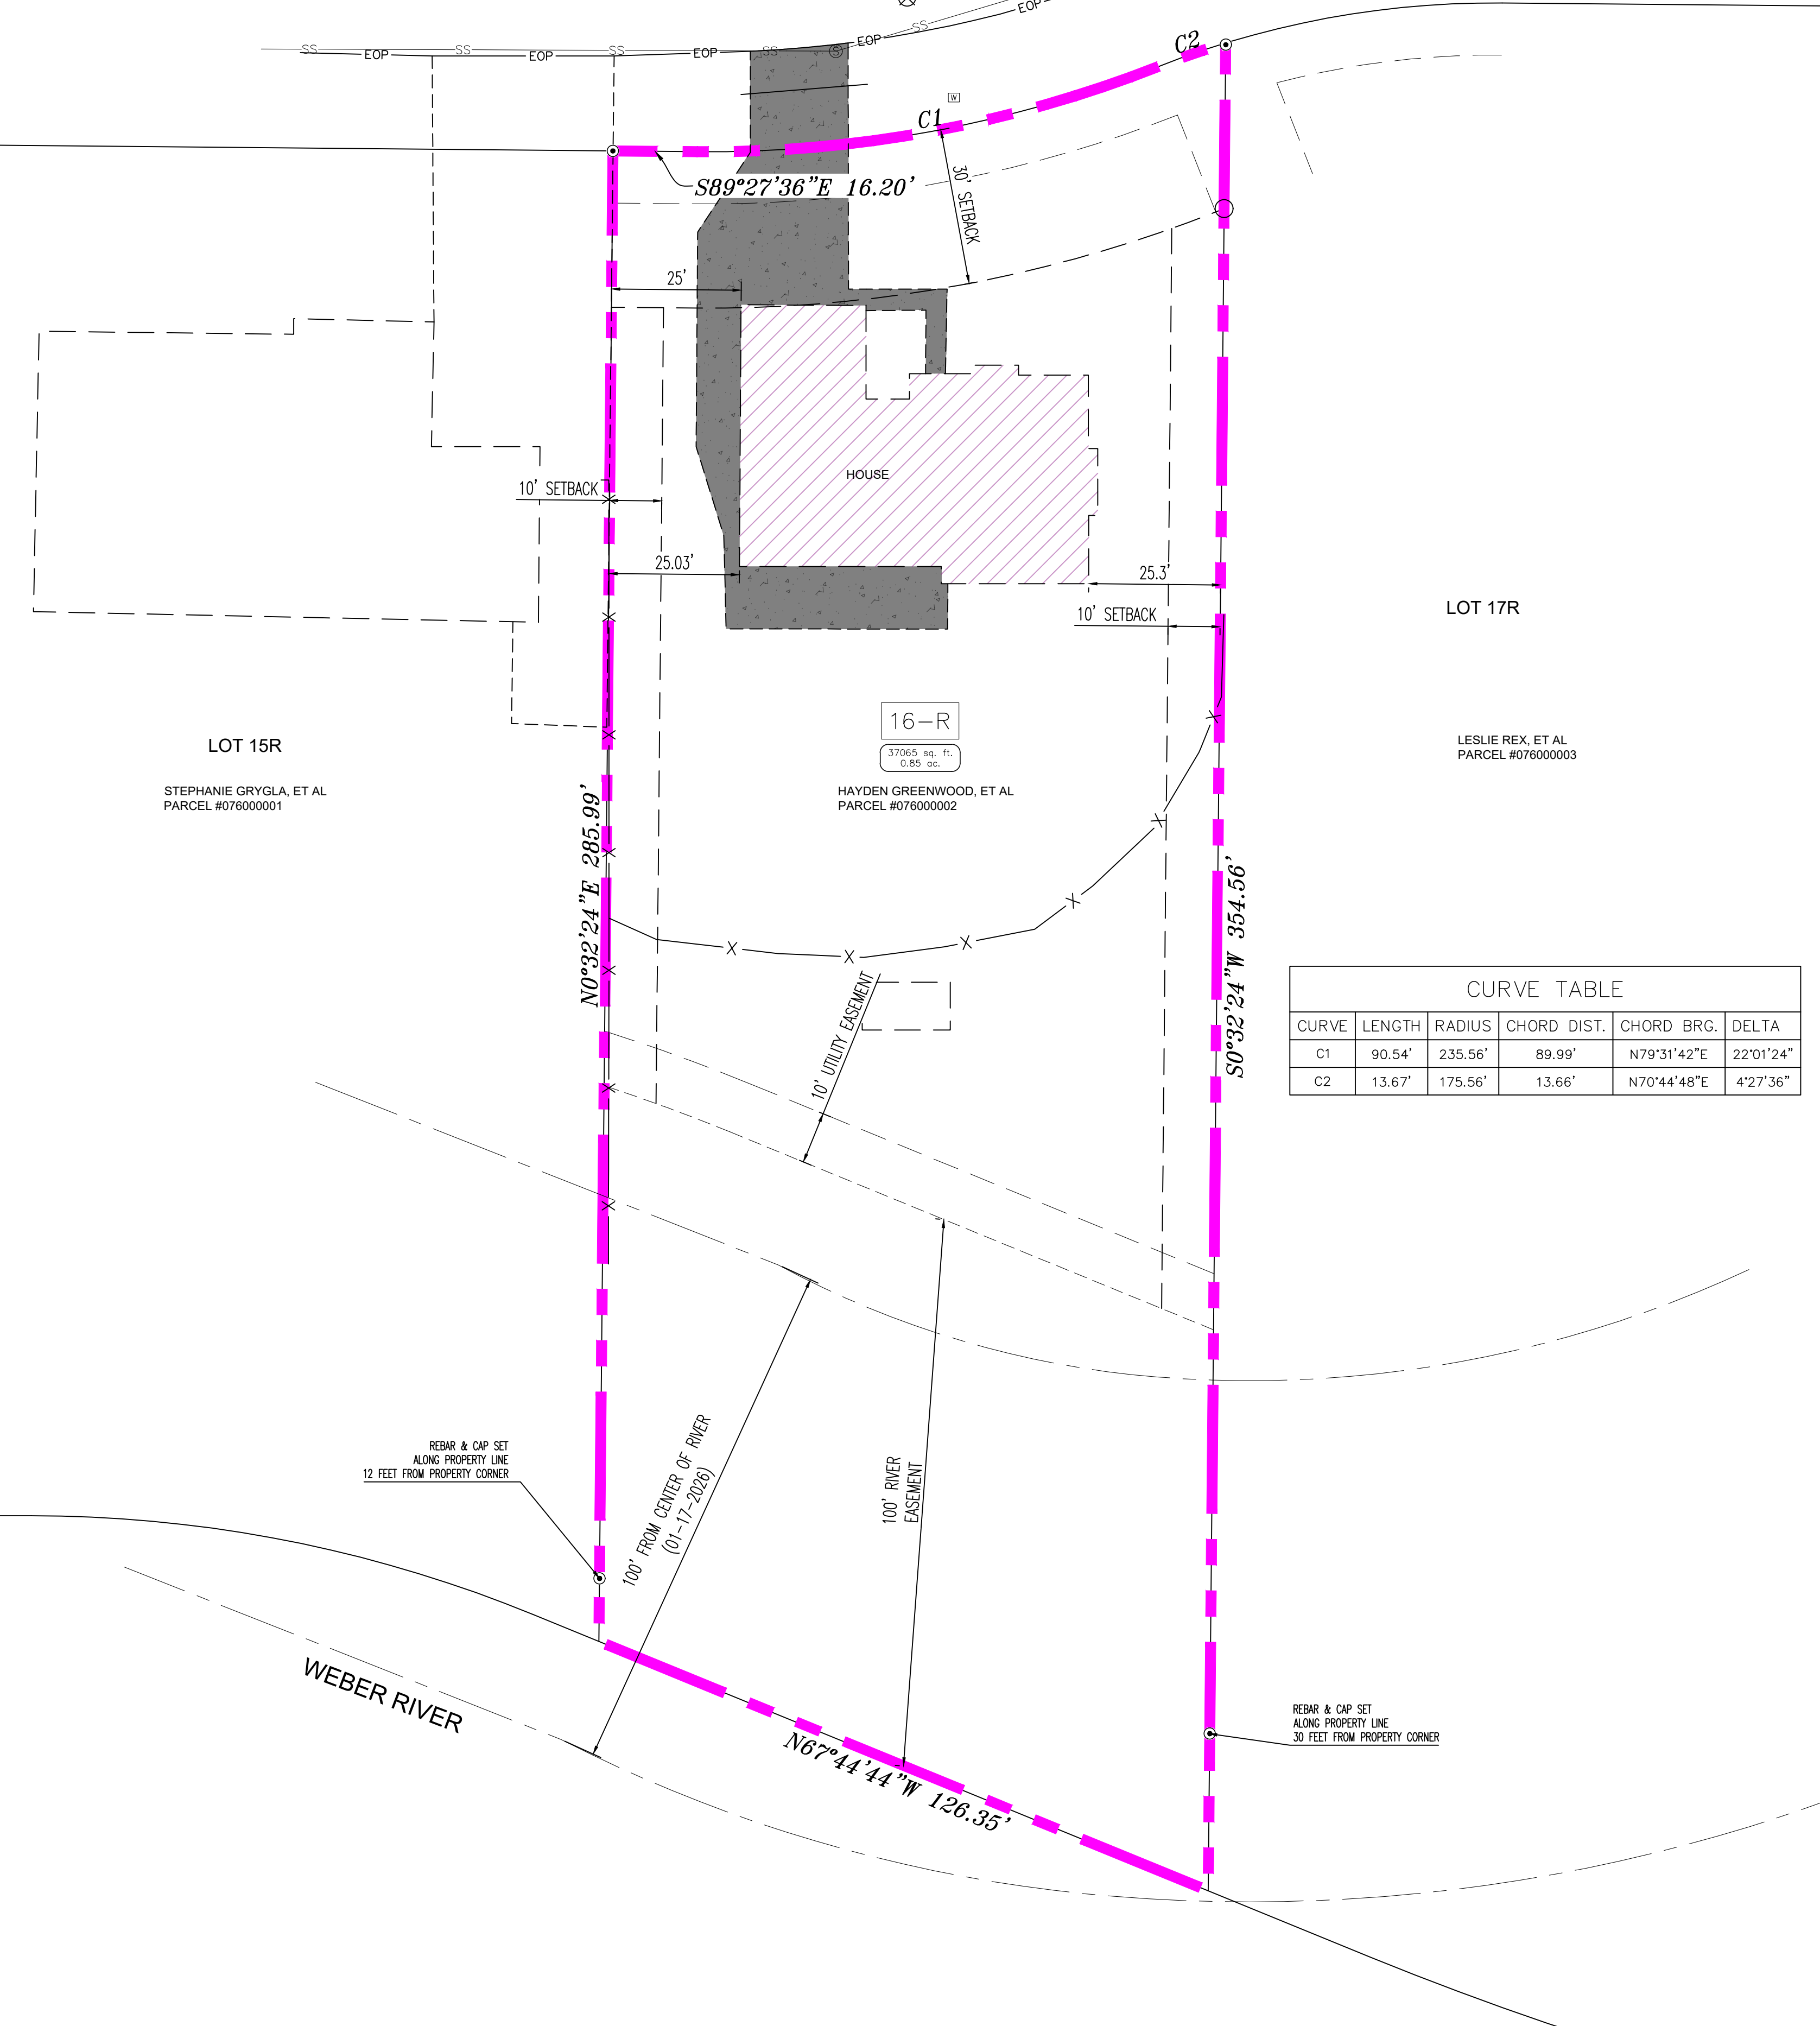 EOP
SS
SS
EOP
SS
EOP
SS
EOP
SS
EOP
SS
S
C2
W
C1
S89°27'36"E 16.20'
30' SETBACK
25'
HOUSE
10' SETBACK
25.03'
25.3'
10' SETBACK
LOT 17R
16-R
37065 sq. ft.
0.85 ac.
LOT 15R
LESLIE REX, ET AL
PARCEL #076000003
STEPHANIE GRYGLA, ET AL
PARCEL #076000001
HAYDEN GREENWOOD, ET AL
PARCEL #076000002
N0°32'24"E 285.99'
S0°32'24"W 354.56'
10' UTILITY EASEMENT
CURVE TABLE
CURVE LENGTH RADIUS CHORD DIST. CHORD BRG. DELTA
C1 90.54' 235.56' 89.99' N79°31'42"E 22°01'24"
C2 13.67' 175.56' 13.66' N70°44'48"E 4°27'36"
REBAR & CAP SET
ALONG PROPERTY LINE
12 FEET FROM PROPERTY CORNER
100' FROM CENTER OF RIVER
(01-17-2026)
100' RIVER
EASEMENT
WEBER RIVER
N67°44'44"W 126.35'
REBAR & CAP SET
ALONG PROPERTY LINE
30 FEET FROM PROPERTY CORNER